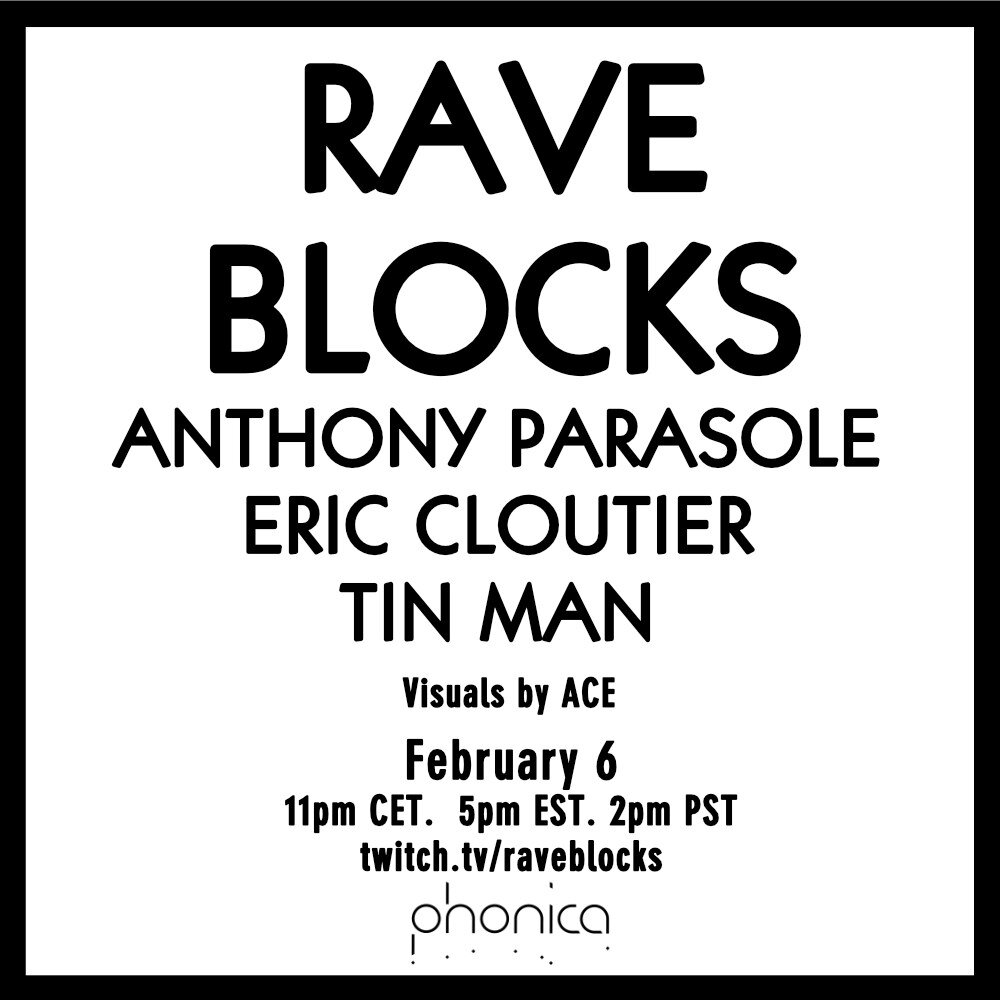 RAVE
BLOCKS
ANTHONY PARASOLE
ERIC CLOUTIER
TIN MAN
Visuals by ACE
February 6
11pm CET.  5pm EST. 2pm PST
twitch.tv/raveblocks
phonica